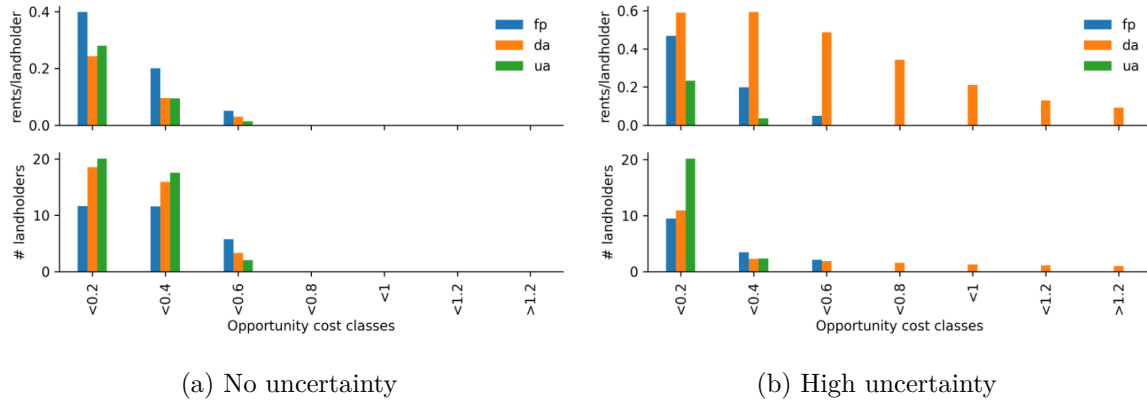 rents/landholder
0.4
0.2
0.0
fp
da
ua
# landholders
20
10
0
<0.2
<0.4
<0.6
<0.8
<1
<1.2
>1.2
Opportunity cost classes
(a) No uncertainty
rents/landholder
0.6
0.4
0.2
0.0
fp
da
ua
# landholders
20
10
0
<0.2
<0.4
<0.6
<0.8
<1
<1.2
>1.2
Opportunity cost classes
(b) High uncertainty